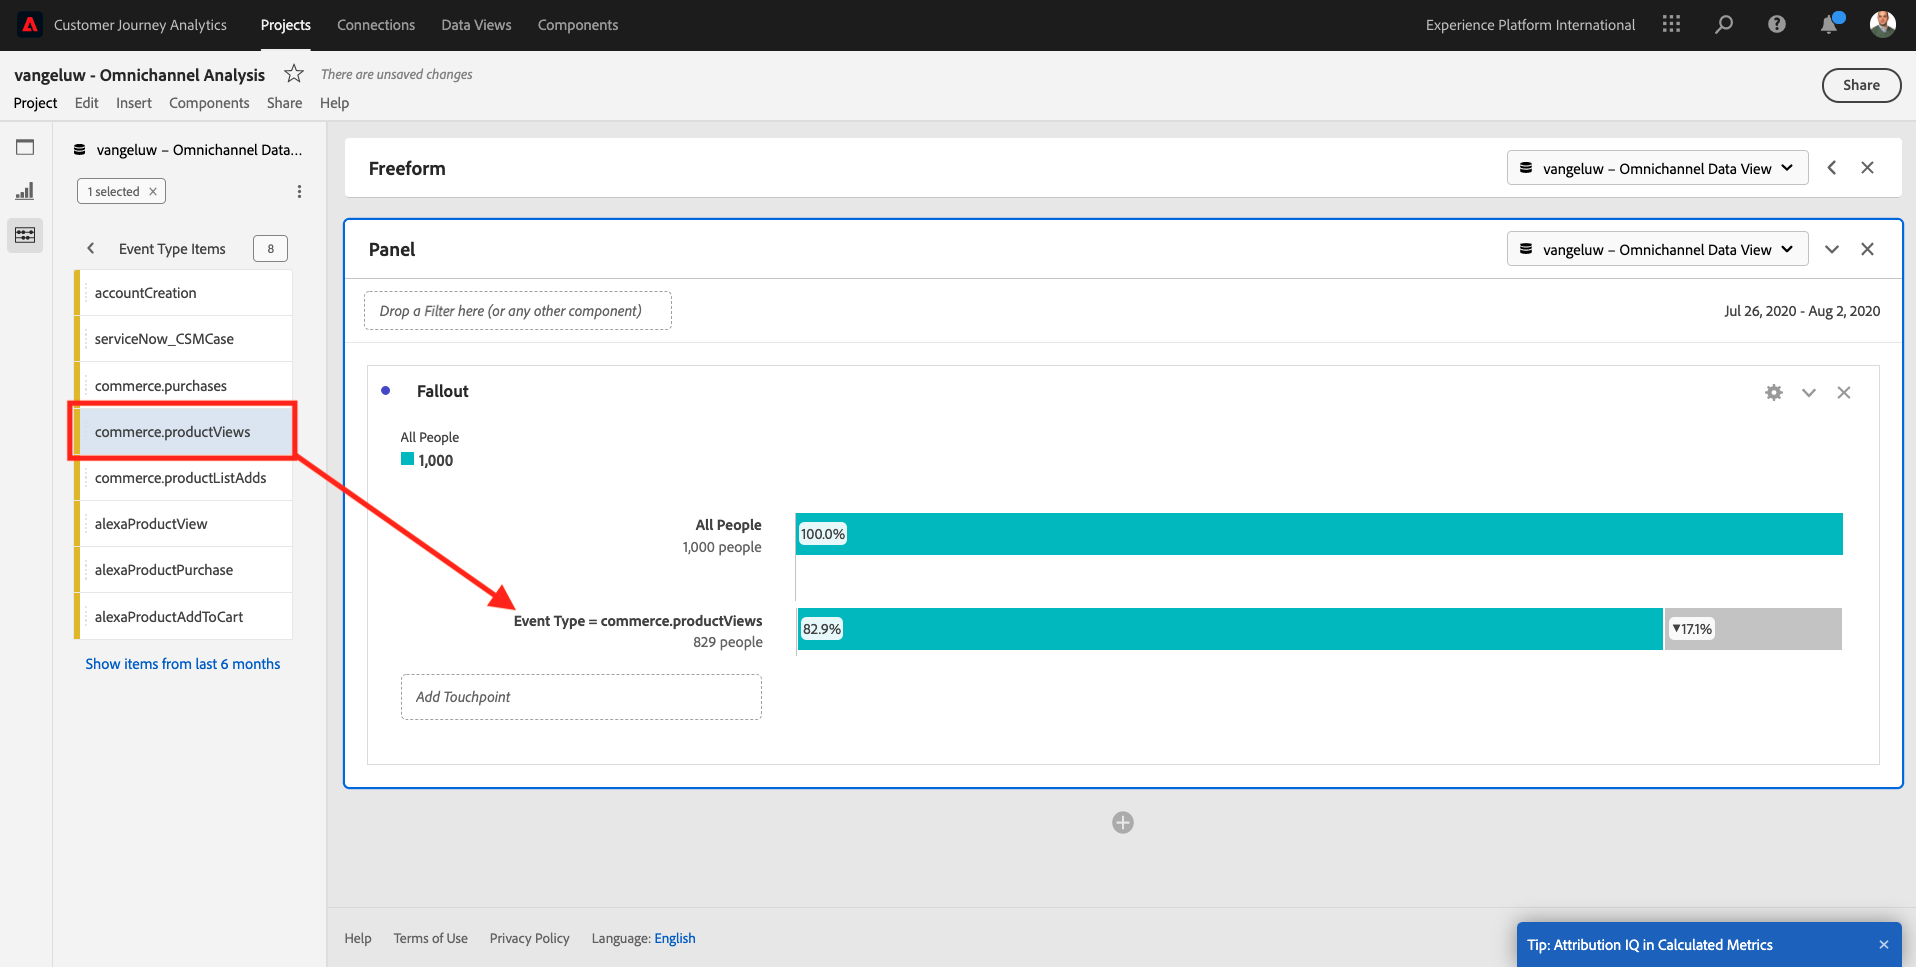 Customer Journey Analytics Projects Connections Data Views Components Experience Platform International
vangeluw - Omnichannel Analysis There are unsaved changes
Share
Project Edit Insert Components Share Help
vangeluw – Omnichannel Data...
1 selected
Event Type Items 8
accountCreation
serviceNow_CSMCase
commerce.purchases
commerce.productViews
commerce.productListAdds
alexaProductView
alexaProductPurchase
alexaProductAddToCart
Show items from last 6 months
Freeform vangeluw – Omnichannel Data View
Panel vangeluw – Omnichannel Data View
Drop a Filter here (or any other component) Jul 26, 2020 - Aug 2, 2020
Fallout
All People
1,000
All People
1,000 people
100.0%
Event Type = commerce.productViews
829 people
82.9% ▾17.1%
Add Touchpoint
Help Terms of Use Privacy Policy Language: English
Tip: Attribution IQ in Calculated Metrics